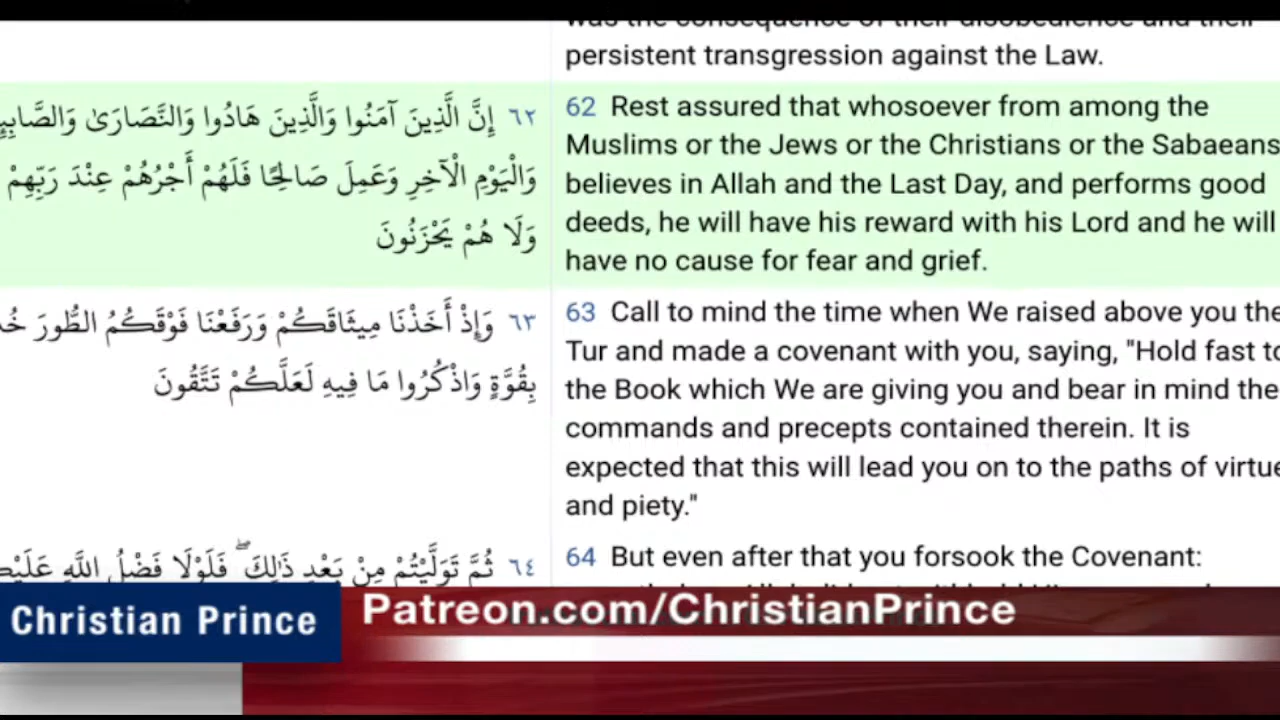 persistent transgression against the Law.
٦٢ إِنَّ الَّذِينَ آمَنُوا وَالَّذِينَ هَادُوا وَالنَّصَارَىٰ
وَالْيَوْمِ الْآخِرِ وَعَمِلَ صَالِحًا فَلَهُمْ أَجْرُهُمْ عِنْدَ رَبِّهِمْ
وَلَا هُمْ يَحْزَنُونَ
62 Rest assured that whosoever from among the
Muslims or the Jews or the Christians or the Sabaeans
believes in Allah and the Last Day, and performs good
deeds, he will have his reward with his Lord and he will
have no cause for fear and grief.
٦٣ وَإِذْ أَخَذْنَا مِيثَاقَكُمْ وَرَفَعْنَا فَوْقَكُمُ الطُّورَ
بِقُوَّةٍ وَاذْكُرُوا مَا فِيهِ لَعَلَّكُمْ تَتَّقُونَ
63 Call to mind the time when We raised above you the
Tur and made a covenant with you, saying, "Hold fast to
the Book which We are giving you and bear in mind the
commands and precepts contained therein. It is
expected that this will lead you on to the paths of virtue
and piety."
٦٤ ثُمَّ تَوَلَّيْتُمْ مِنْ بَعْدِ ذَٰلِكَ ۖ فَلَوْلَا فَضْلُ اللَّهِ
64 But even after that you forsook the Covenant:
Christian Prince
Patreon.com/ChristianPrince